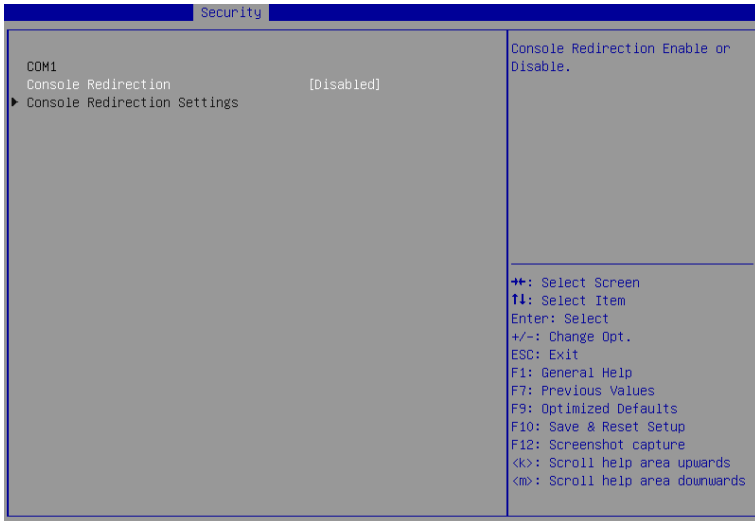 Security
COM1
Console Redirection [Disabled]
Console Redirection Settings
Console Redirection Enable or
Disable.
→←: Select Screen
↑↓: Select Item
Enter: Select
+/-: Change Opt.
ESC: Exit
F1: General Help
F7: Previous Values
F9: Optimized Defaults
F10: Save & Reset Setup
F12: Screenshot capture
<k>: Scroll help area upwards
<m>: Scroll help area downwards